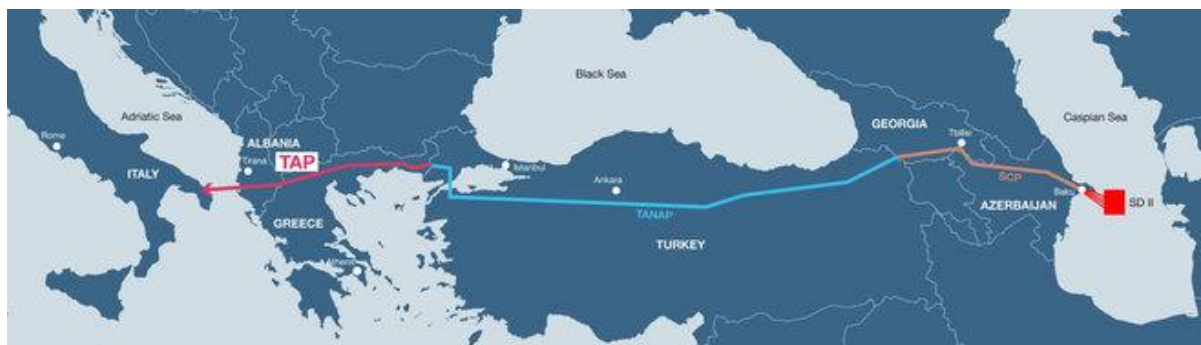 Black Sea
Adriatic Sea
Caspian Sea
GEORGIA
Tbilisi
Rome
ALBANIA
TAP
Tirana
Istanbul
ITALY
Ankara
SCP
Baku
AZERBAIJAN
SD II
GREECE
TANAP
TURKEY
Athens